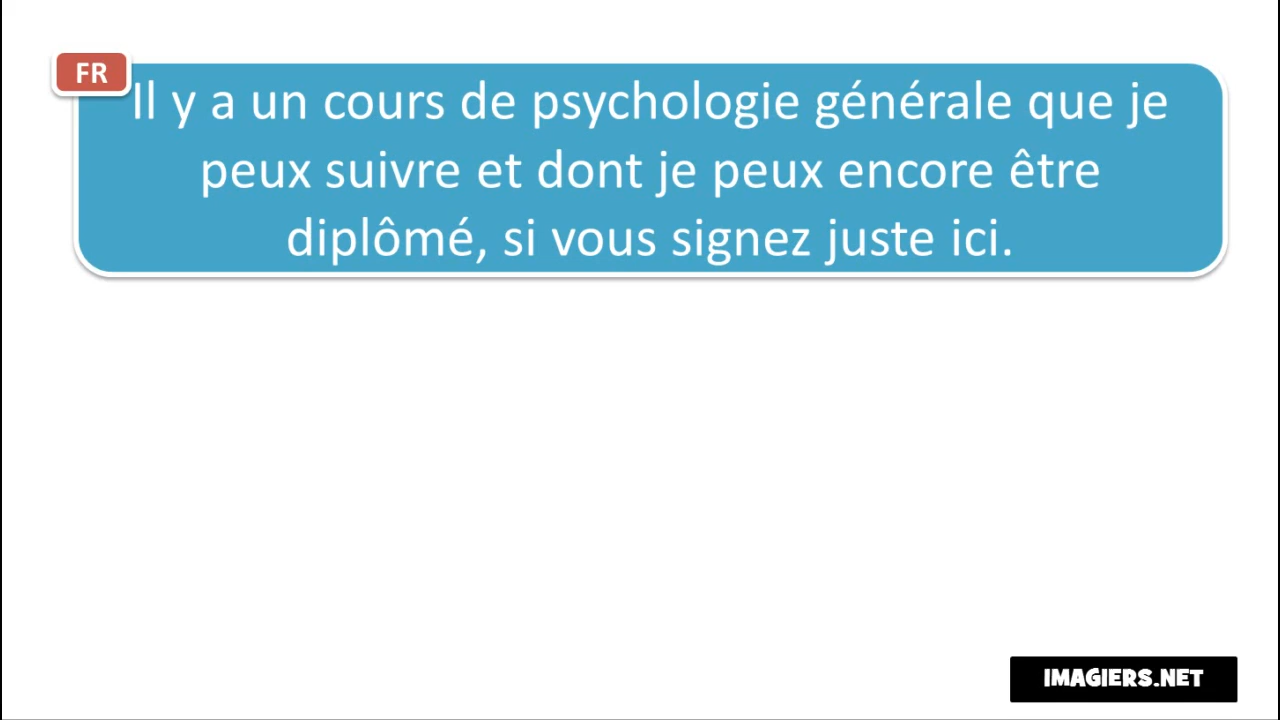 FR
Il y a un cours de psychologie générale que je
peux suivre et dont je peux encore être
diplômé, si vous signez juste ici.
IMAGIERS.NET